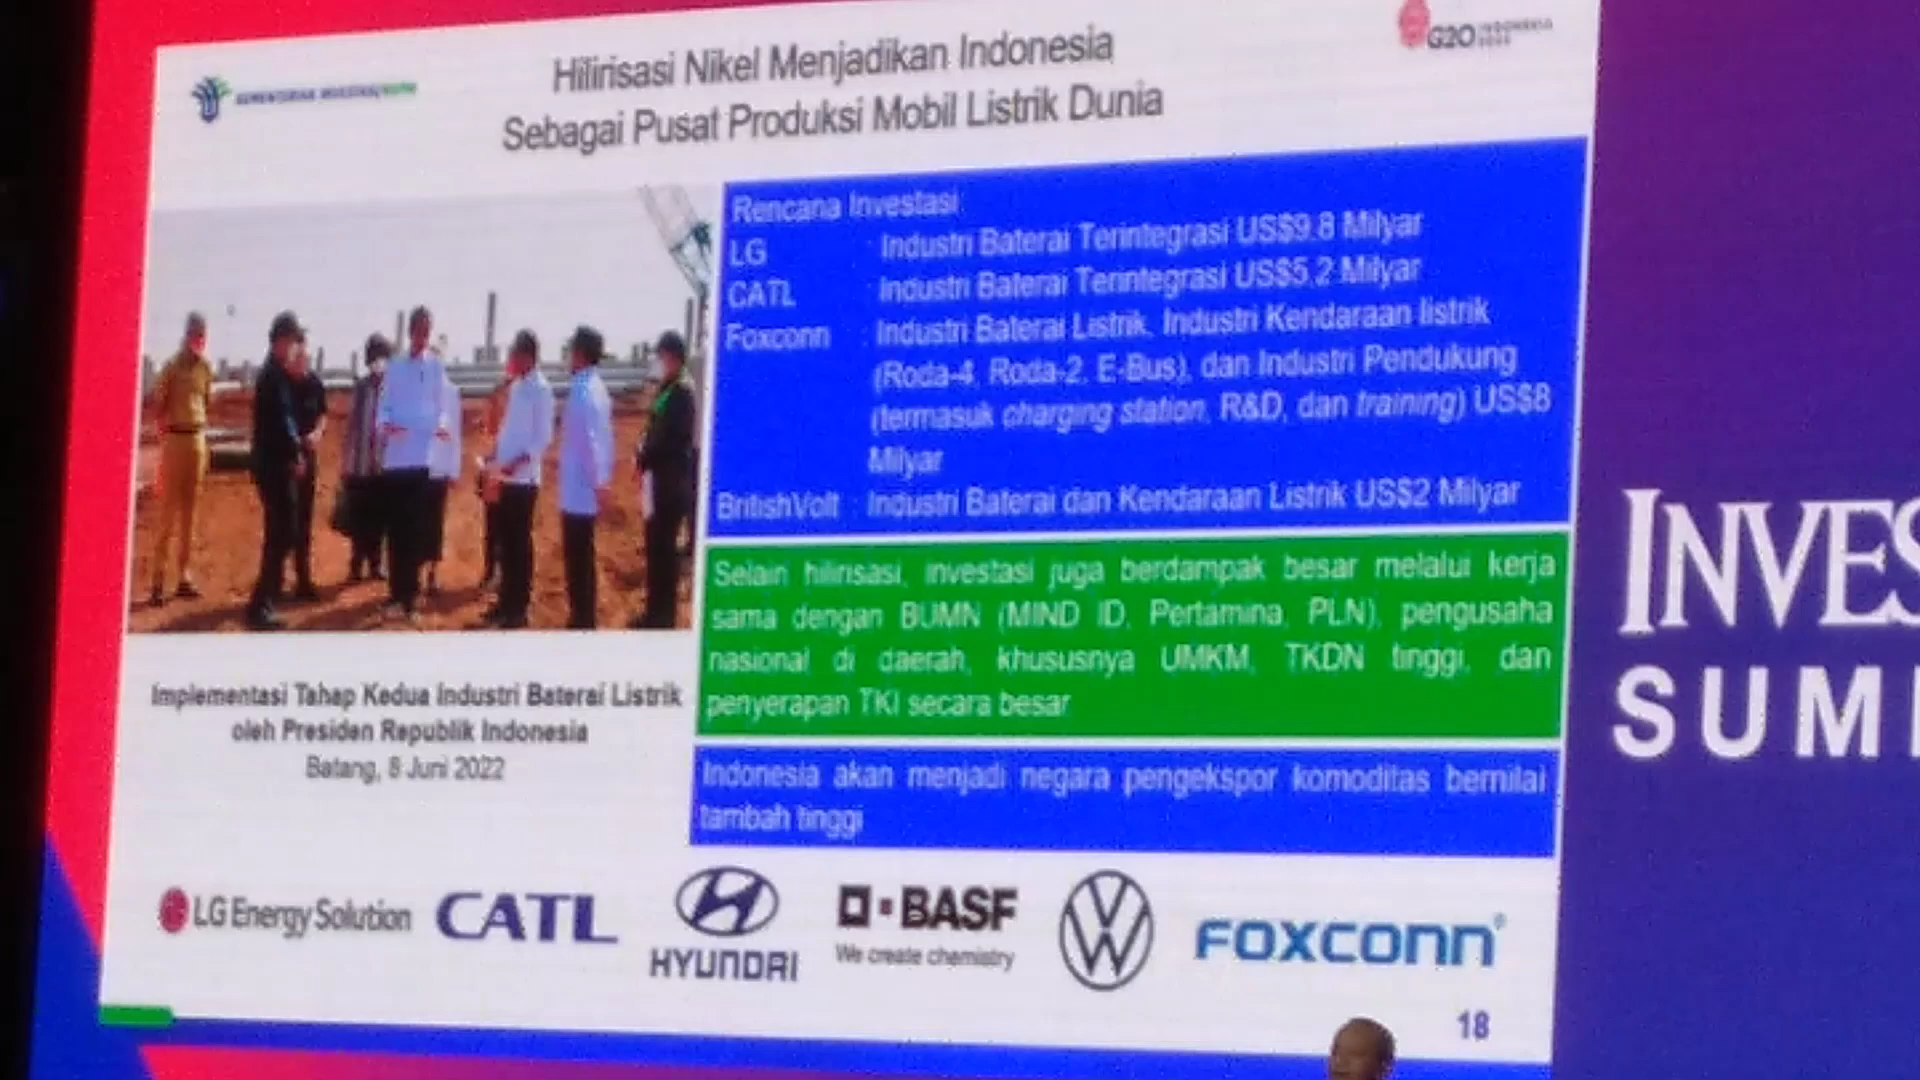 Hilirisasi Nikel Menjadikan Indonesia
Sebagai Pusat Produksi Mobil Listrik Dunia
KEMENTERIAN INVESTASI/BKPM
G20 INDONESIA
2022
Rencana Investasi:
LG : Industri Baterai Terintegrasi US$9.8 Milyar
CATL : Industri Baterai Terintegrasi US$5,2 Milyar
Foxconn : Industri Baterai Listrik, Industri Kendaraan listrik
(Roda-4, Roda-2, E-Bus), dan Industri Pendukung
(termasuk charging station, R&D, dan training) US$8
Milyar
BritishVolt : Industri Baterai dan Kendaraan Listrik US$2 Milyar
Selain hilirisasi, investasi juga berdampak besar melalui kerja
sama dengan BUMN (MIND ID, Pertamina, PLN), pengusaha
nasional di daerah, khususnya UMKM, TKDN tinggi, dan
penyerapan TKI secara besar
Indonesia akan menjadi negara pengekspor komoditas bernilai
tambah tinggi
Implementasi Tahap Kedua Industri Baterai Listrik
oleh Presiden Republik Indonesia
Batang, 8 Juni 2022
LG Energy Solution
CATL
HYUNDAI
BASF
We create chemistry
FOXCONN®
18
INVES
SUM